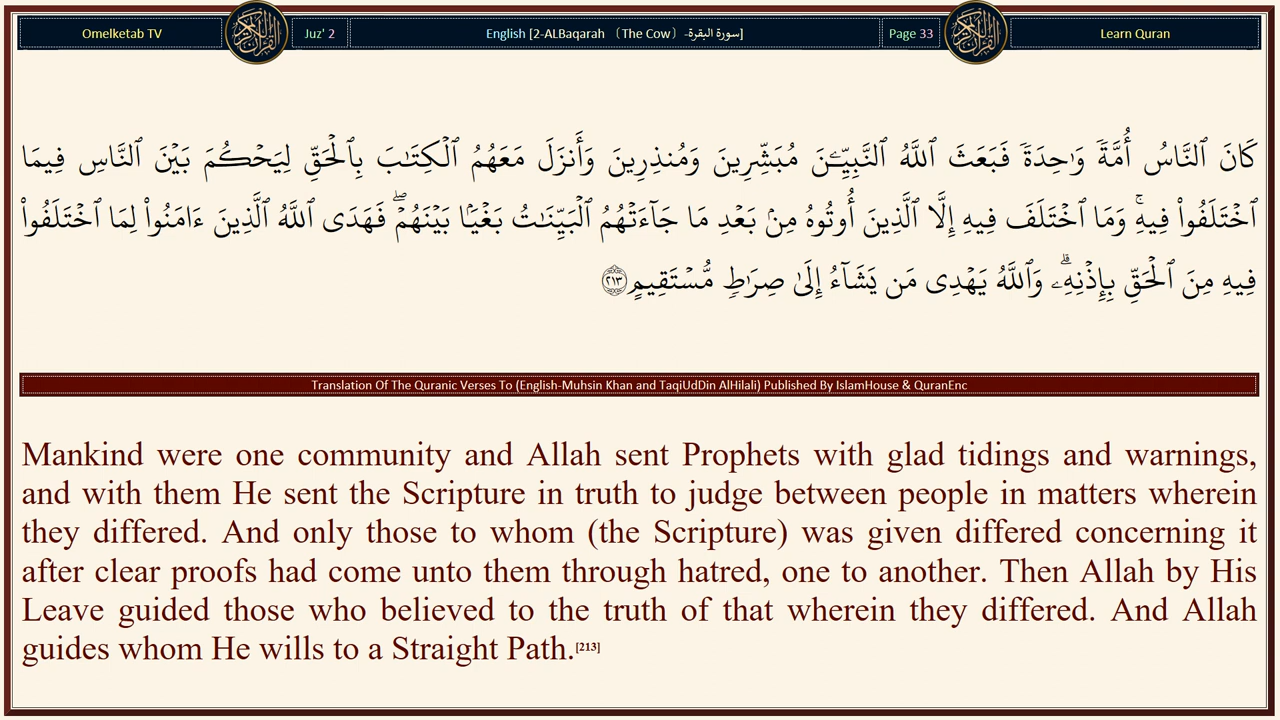 Omelketab TV
Juz' 2
English [2-ALBaqarah （The Cow） -سورة البقرة]
Page 33
Learn Quran
كَانَ ٱلنَّاسُ أُمَّةٗ وَٰحِدَةٗ فَبَعَثَ ٱللَّهُ ٱلنَّبِيِّـۧنَ مُبَشِّرِينَ وَمُنذِرِينَ وَأَنزَلَ مَعَهُمُ ٱلۡكِتَٰبَ بِٱلۡحَقِّ لِيَحۡكُمَ بَيۡنَ ٱلنَّاسِ فِيمَا
ٱخۡتَلَفُواْ فِيهِۚ وَمَا ٱخۡتَلَفَ فِيهِ إِلَّا ٱلَّذِينَ أُوتُوهُ مِنۢ بَعۡدِ مَا جَآءَتۡهُمُ ٱلۡبَيِّنَٰتُ بَغۡيَۢا بَيۡنَهُمۡۖ فَهَدَى ٱللَّهُ ٱلَّذِينَ ءَامَنُواْ لِمَا ٱخۡتَلَفُواْ
فِيهِ مِنَ ٱلۡحَقِّ بِإِذۡنِهِۦۗ وَٱللَّهُ يَهۡدِي مَن يَشَآءُ إِلَىٰ صِرَٰطٖ مُّسۡتَقِيمٍ ٢١٣
Translation Of The Quranic Verses To (English-Muhsin Khan and TaqiUdDin AlHilali) Published By IslamHouse & QuranEnc
Mankind were one community and Allah sent Prophets with glad tidings and warnings,
and with them He sent the Scripture in truth to judge between people in matters wherein
they differed. And only those to whom (the Scripture) was given differed concerning it
after clear proofs had come unto them through hatred, one to another. Then Allah by His
Leave guided those who believed to the truth of that wherein they differed. And Allah
guides whom He wills to a Straight Path.[213]